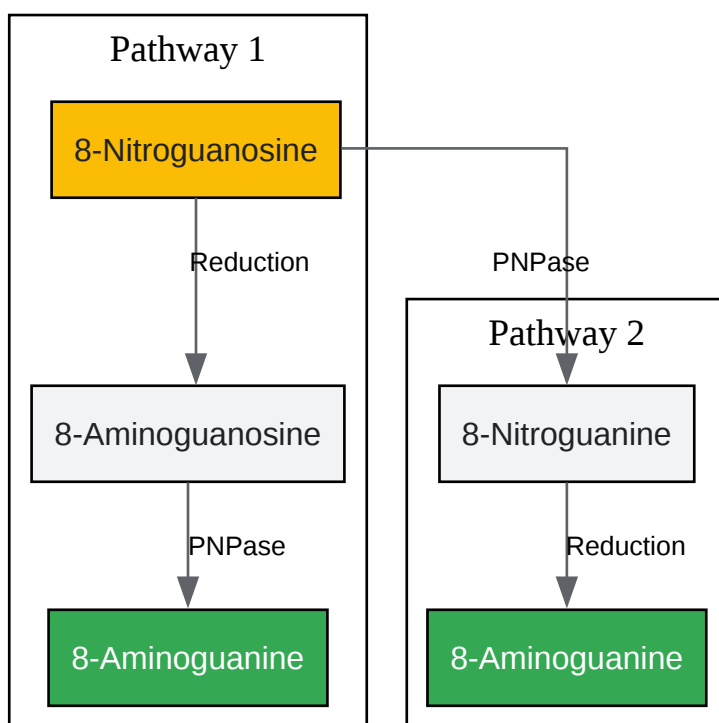 Pathway 1
8-Nitroguanosine
Reduction
PNPase
Pathway 2
8-Aminoguanosine
8-Nitroguanine
PNPase
Reduction
8-Aminoguanine
8-Aminoguanine